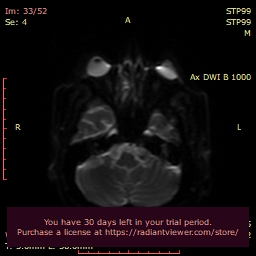 Im: 33/52
Se: 4
STP99
STP99
M
A
Ax DWI B 1000
R
L
You have 30 days left in your trial period.
Purchase a license at https://radiantviewer.com/store/